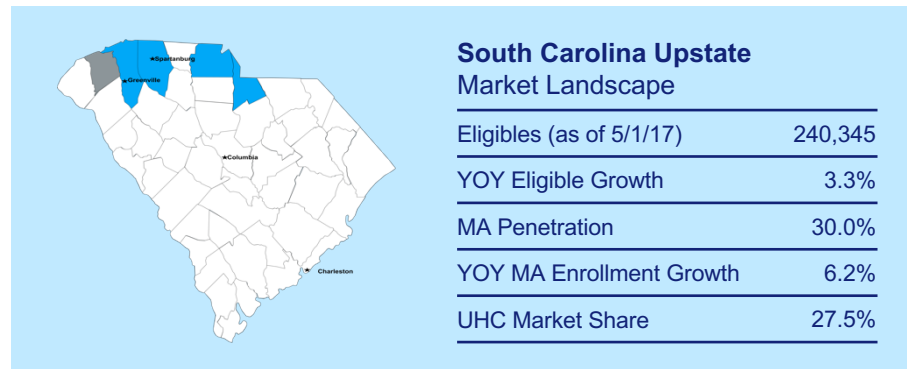 ★Spartanburg
★Greenville
★Columbia
★ Charleston
South Carolina Upstate
Market Landscape
Eligibles (as of 5/1/17) 240,345
YOY Eligible Growth 3.3%
MA Penetration 30.0%
YOY MA Enrollment Growth 6.2%
UHC Market Share 27.5%